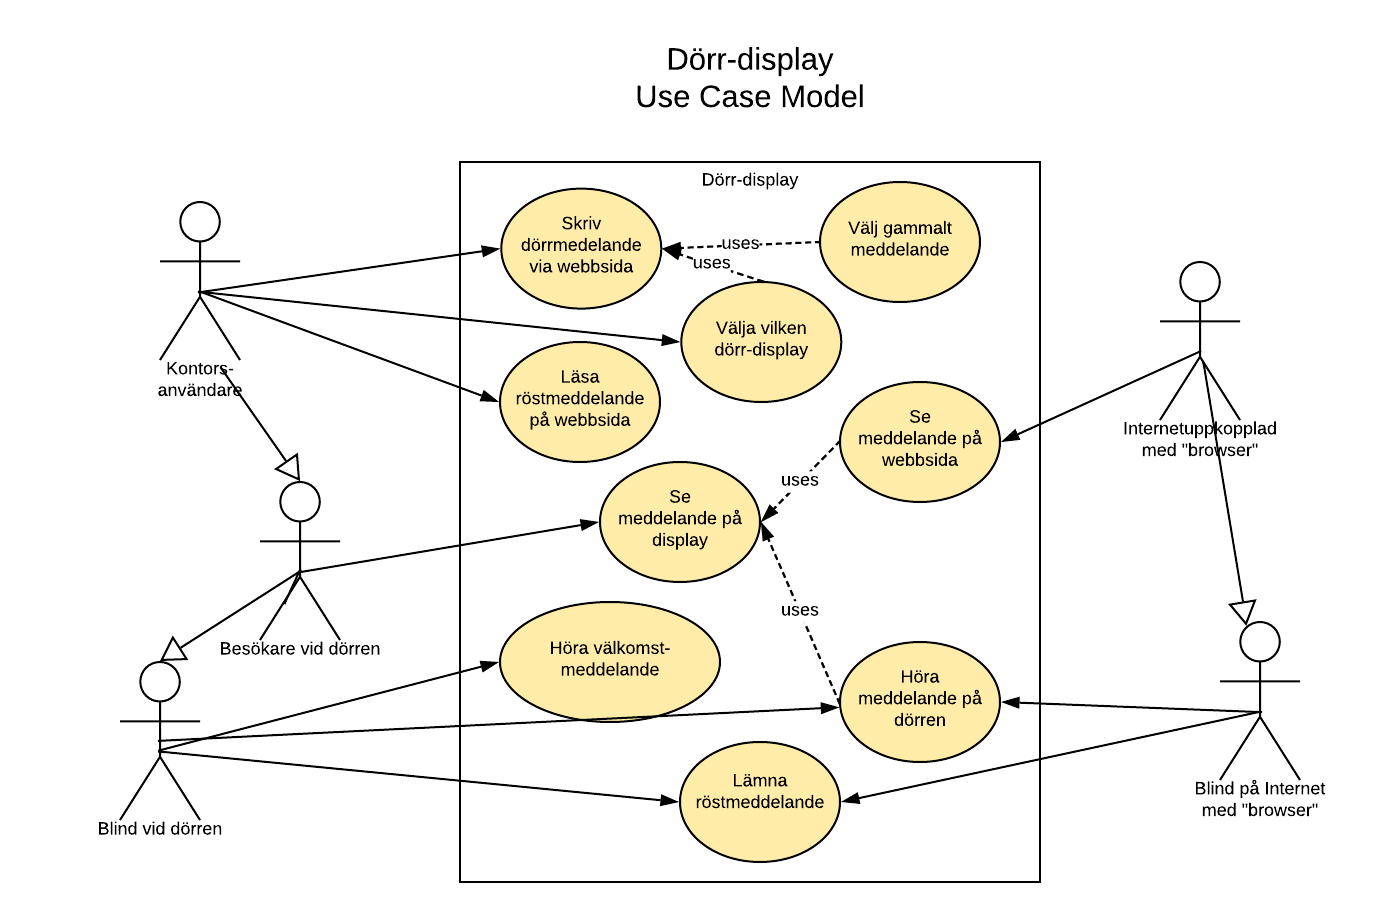 Dörr-display
Use Case Model
Dörr-display
Skriv
dörrmedelande
via webbsida
uses
uses
Välj gammalt
meddelande
Välja vilken
dörr-display
Kontors-
användare
Läsa
röstmeddelande
på webbsida
Se
meddelande på
webbsida
Internetuppkopplad
med "browser"
uses
Se
meddelande på
display
uses
Besökare vid dörren
Höra välkomst-
meddelande
Höra
meddelande på
dörren
Lämna
röstmeddelande
Blind på Internet
med "browser"
Blind vid dörren